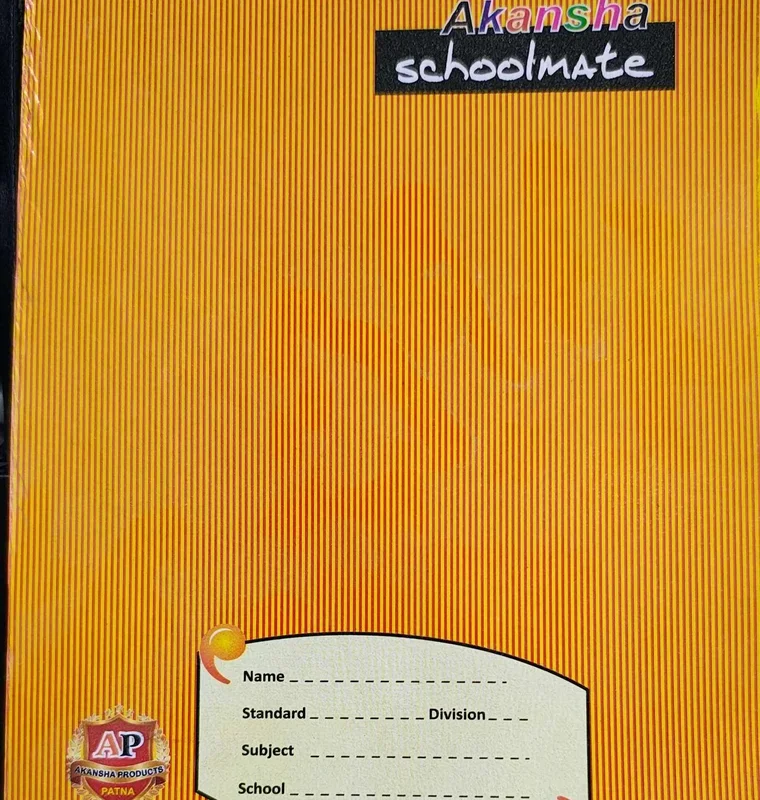 Akansha
schoolmate
Name
Standard Division
Subject
School
AP
AKANSHA PRODUCTS
PATNA